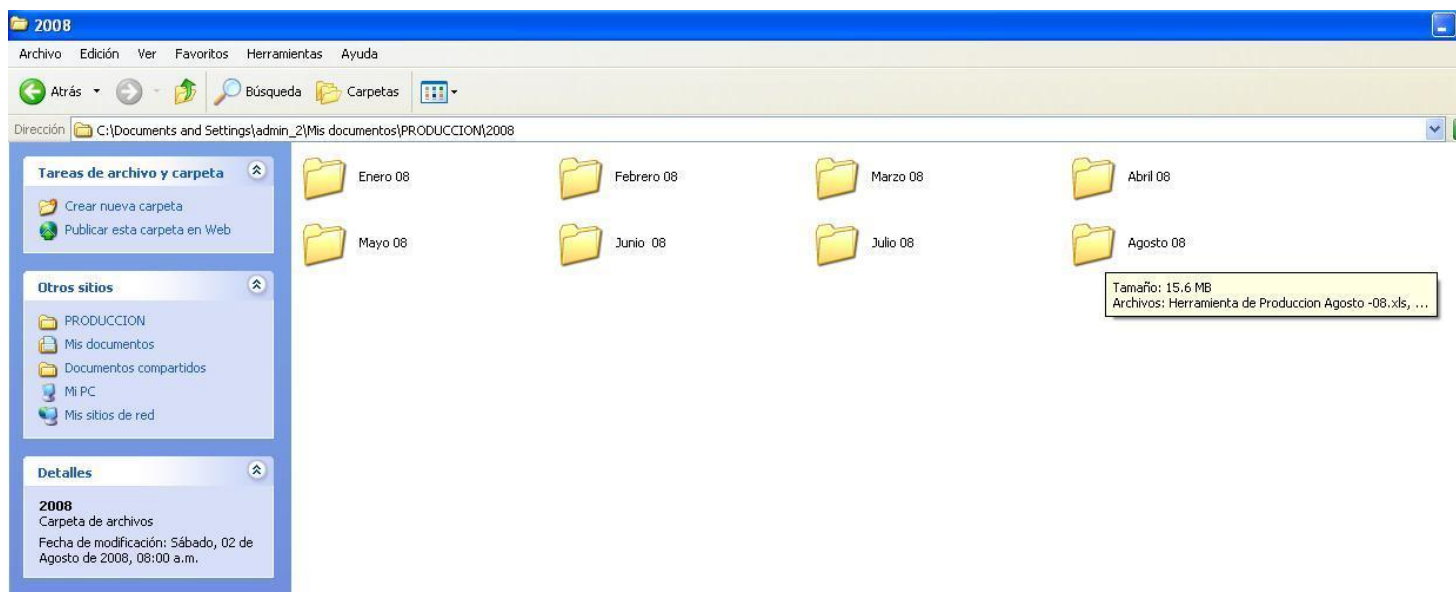 2008
Archivo Edición Ver Favoritos Herramientas Ayuda
Atrás Búsqueda Carpetas
Dirección C:\Documents and Settings\admin_2\Mis documentos\PRODUCCION\2008
Tareas de archivo y carpeta
Crear nueva carpeta
Publicar esta carpeta en Web
Otros sitios
PRODUCCION
Mis documentos
Documentos compartidos
Mi PC
Mis sitios de red
Detalles
2008
Carpeta de archivos
Fecha de modificación: Sábado, 02 de
Agosto de 2008, 08:00 a.m.
Enero 08 Febrero 08 Marzo 08 Abril 08
Mayo 08 Junio 08 Julio 08 Agosto 08
Tamaño: 15.6 MB
Archivos: Herramienta de Produccion Agosto -08.xls, ...